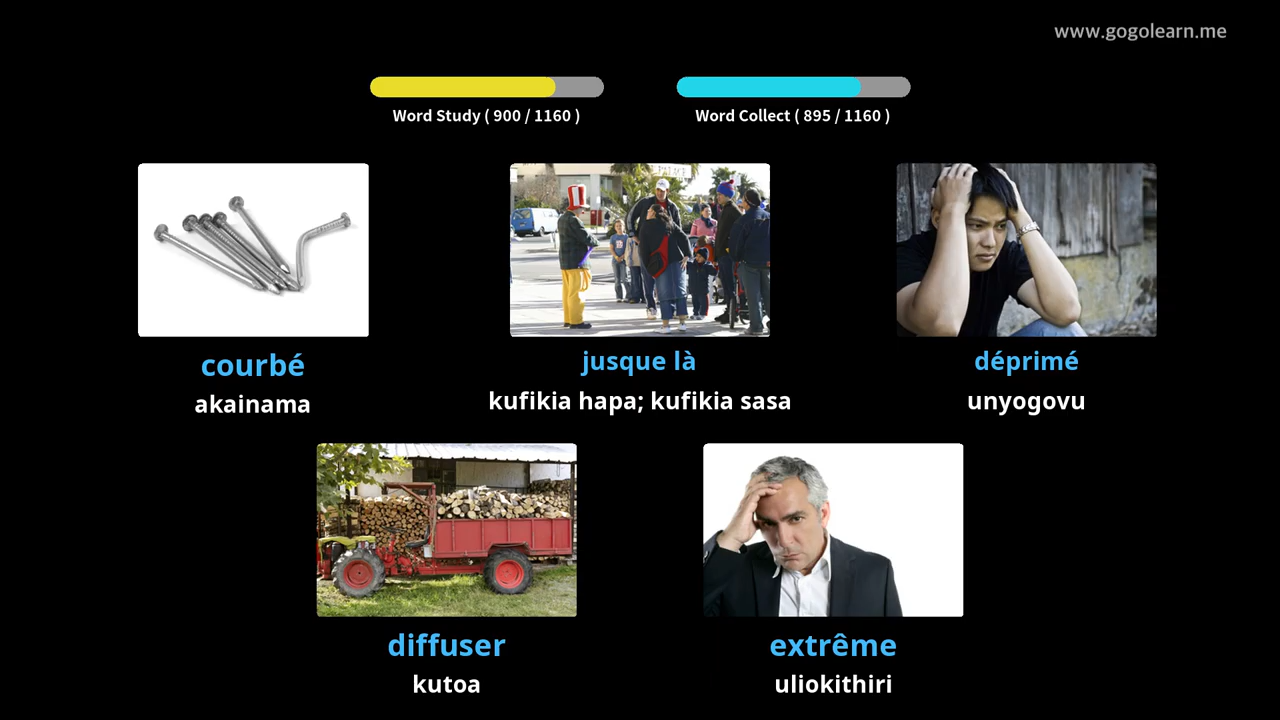 www.gogolearn.me
Word Study ( 900 / 1160 )
Word Collect ( 895 / 1160 )
courbé
akainama
jusque là
kufikia hapa; kufikia sasa
déprimé
unyogovu
diffuser
kutoa
extrême
uliokithiri